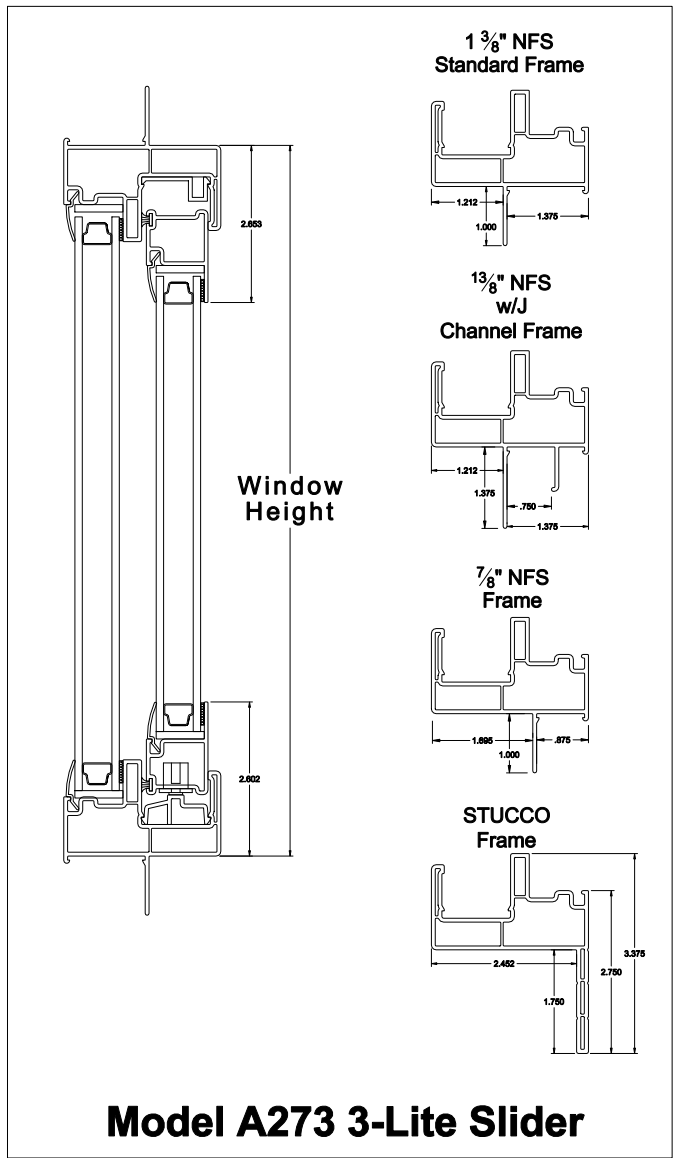 1 3/8" NFS
Standard Frame
1.212
1.375
1.000
13/8" NFS
w/J
Channel Frame
1.212
1.375
.750
1.375
7/8" NFS
Frame
1.695
.875
1.000
STUCCO
Frame
2.452
1.750
2.750
3.375
2.653
Window
Height
2.602
Model A273 3-Lite Slider